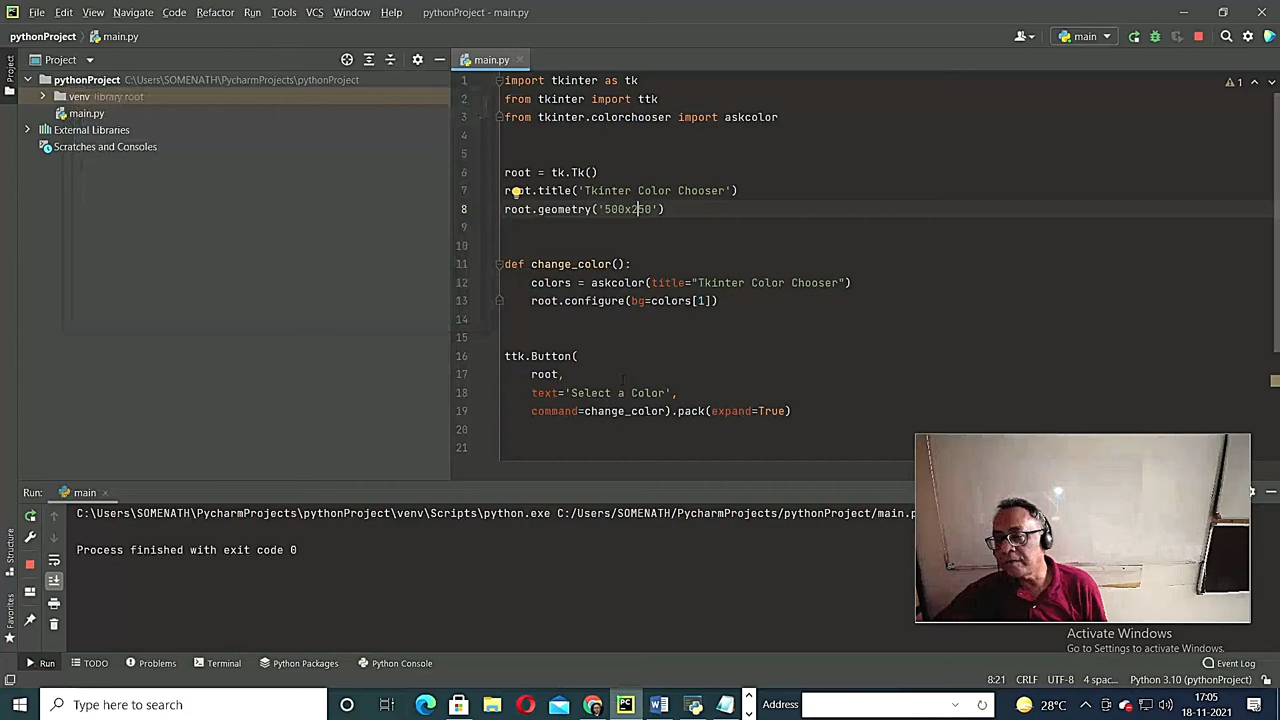 File Edit View Navigate Code Refactor Run Tools VCS Window Help pythonProject - main.py
pythonProject main.py main
Project main.py
pythonProject C:\Users\SOMENATH\PycharmProjects\pythonProject
venv library root
main.py
External Libraries
Scratches and Consoles
Project
1 import tkinter as tk
2 from tkinter import ttk
3 from tkinter.colorchooser import askcolor
4
5
6 root = tk.Tk()
7 root.title('Tkinter Color Chooser')
8 root.geometry('500x250')
9
10
11 def change_color():
12 colors = askcolor(title="Tkinter Color Chooser")
13 root.configure(bg=colors[1])
14
15
16 ttk.Button(
17 root,
18 text='Select a Color',
19 command=change_color).pack(expand=True)
20
21
1
Run: main
C:\Users\SOMENATH\PycharmProjects\pythonProject\venv\Scripts\python.exe C:/Users/SOMENATH/PycharmProjects/pythonProject/main.p
Process finished with exit code 0
Structure
Favorites
Activate Windows
Go to Settings to activate Windows.
Run TODO Problems Terminal Python Packages Python Console Event Log
8:21 CRLF UTF-8 4 spac... Python 3.10 (pythonProject)
Type here to search Address 28°C 17:05
18-11-2021